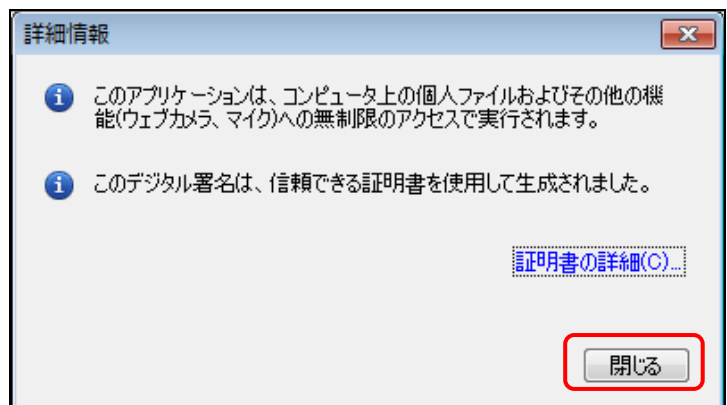 詳細情報
このアプリケーションは、コンピュータ上の個人ファイルおよびその他の機
能(ウェブカメラ、マイク)への無制限のアクセスで実行されます。
このデジタル署名は、信頼できる証明書を使用して生成されました。
証明書の詳細(C)...
閉じる